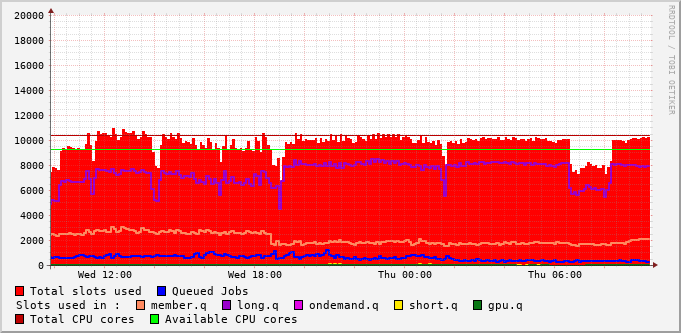 RRDTOOL / TOBI OETIKER
20000
18000
16000
14000
12000
10000
8000
6000
4000
2000
0
Wed 12:00 Wed 18:00 Thu 00:00 Thu 06:00
Total slots used Queued Jobs
Slots used in : member.q long.q ondemand.q short.q gpu.q
Total CPU cores Available CPU cores